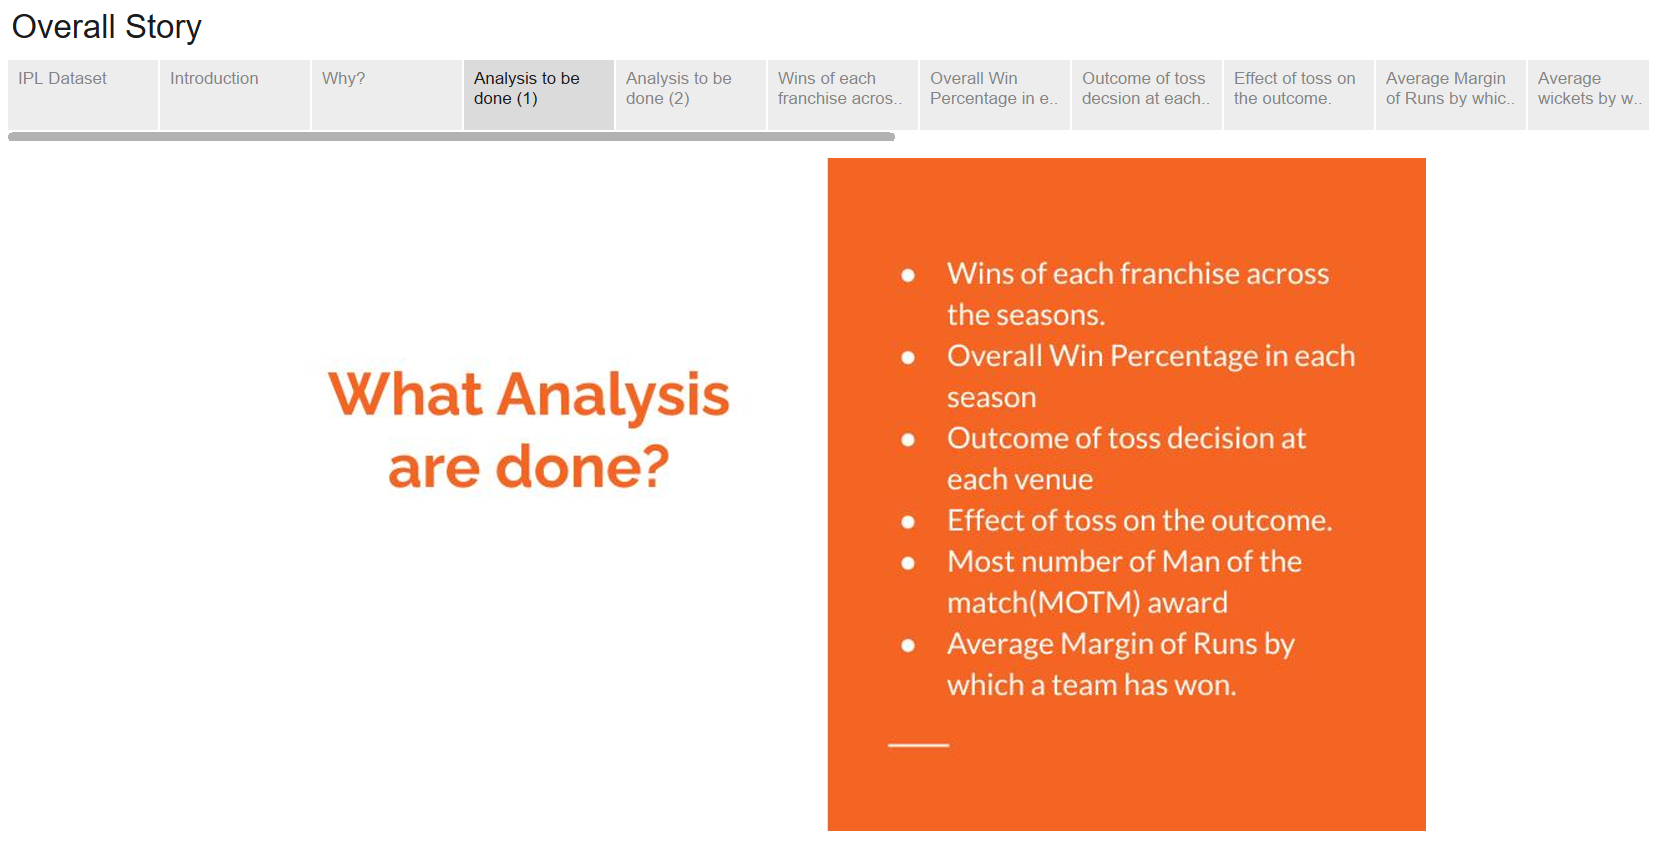 Overall Story
IPL Dataset
Introduction
Why?
Analysis to be
done (1)
Analysis to be
done (2)
Wins of each
franchise acros..
Overall Win
Percentage in e..
Outcome of toss
decsion at each..
Effect of toss on
the outcome.
Average Margin
of Runs by whic..
Average
wickets by w..
What Analysis
are done?
● Wins of each franchise across
the seasons.
● Overall Win Percentage in each
season
● Outcome of toss decision at
each venue
● Effect of toss on the outcome.
● Most number of Man of the
match(MOTM) award
● Average Margin of Runs by
which a team has won.